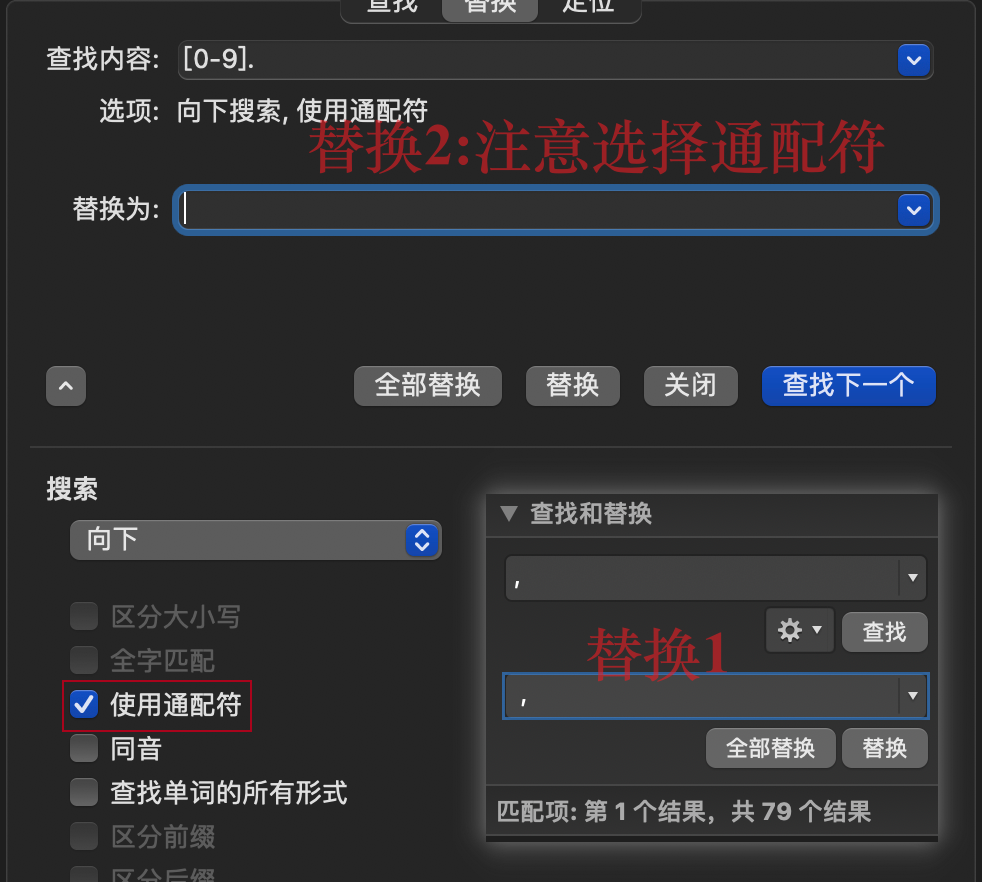 查找 替换 定位
查找内容: [0-9].
选项: 向下搜索, 使用通配符
替换2:注意选择通配符
替换为:
全部替换 替换 关闭 查找下一个
搜索
向下
区分大小写
全字匹配
使用通配符
同音
查找单词的所有形式
区分前缀
区分后缀
查找和替换
,
查找
替换1
,
全部替换 替换
匹配项: 第 1 个结果，共 79 个结果